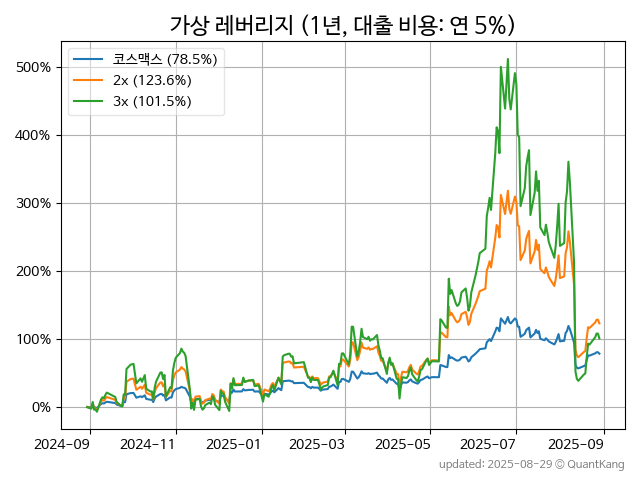 가상 레버리지 (1년, 대출 비용: 연 5%)
코스맥스 (78.5%)
2x (123.6%)
3x (101.5%)
500%
400%
300%
200%
100%
0%
2024-09 2024-11 2025-01 2025-03 2025-05 2025-07 2025-09
updated: 2025-08-29 © QuantKang